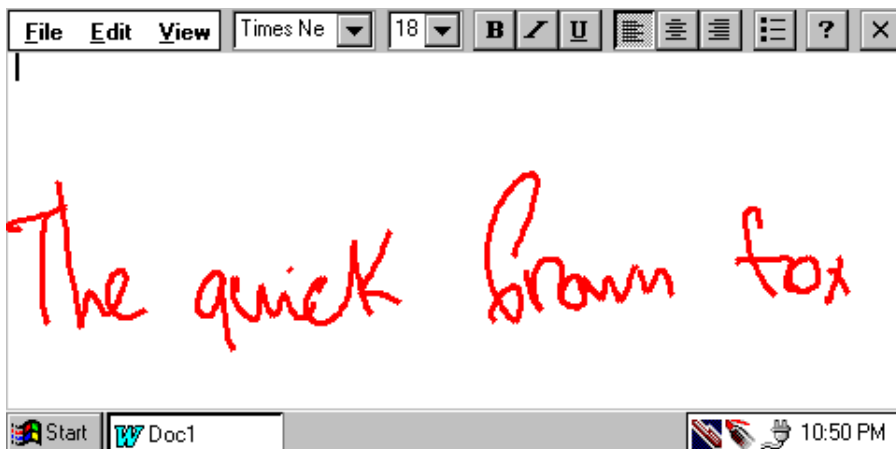 File Edit View Times Ne 18 B I U ?
The quick brown fox
Start Doc1 10:50 PM